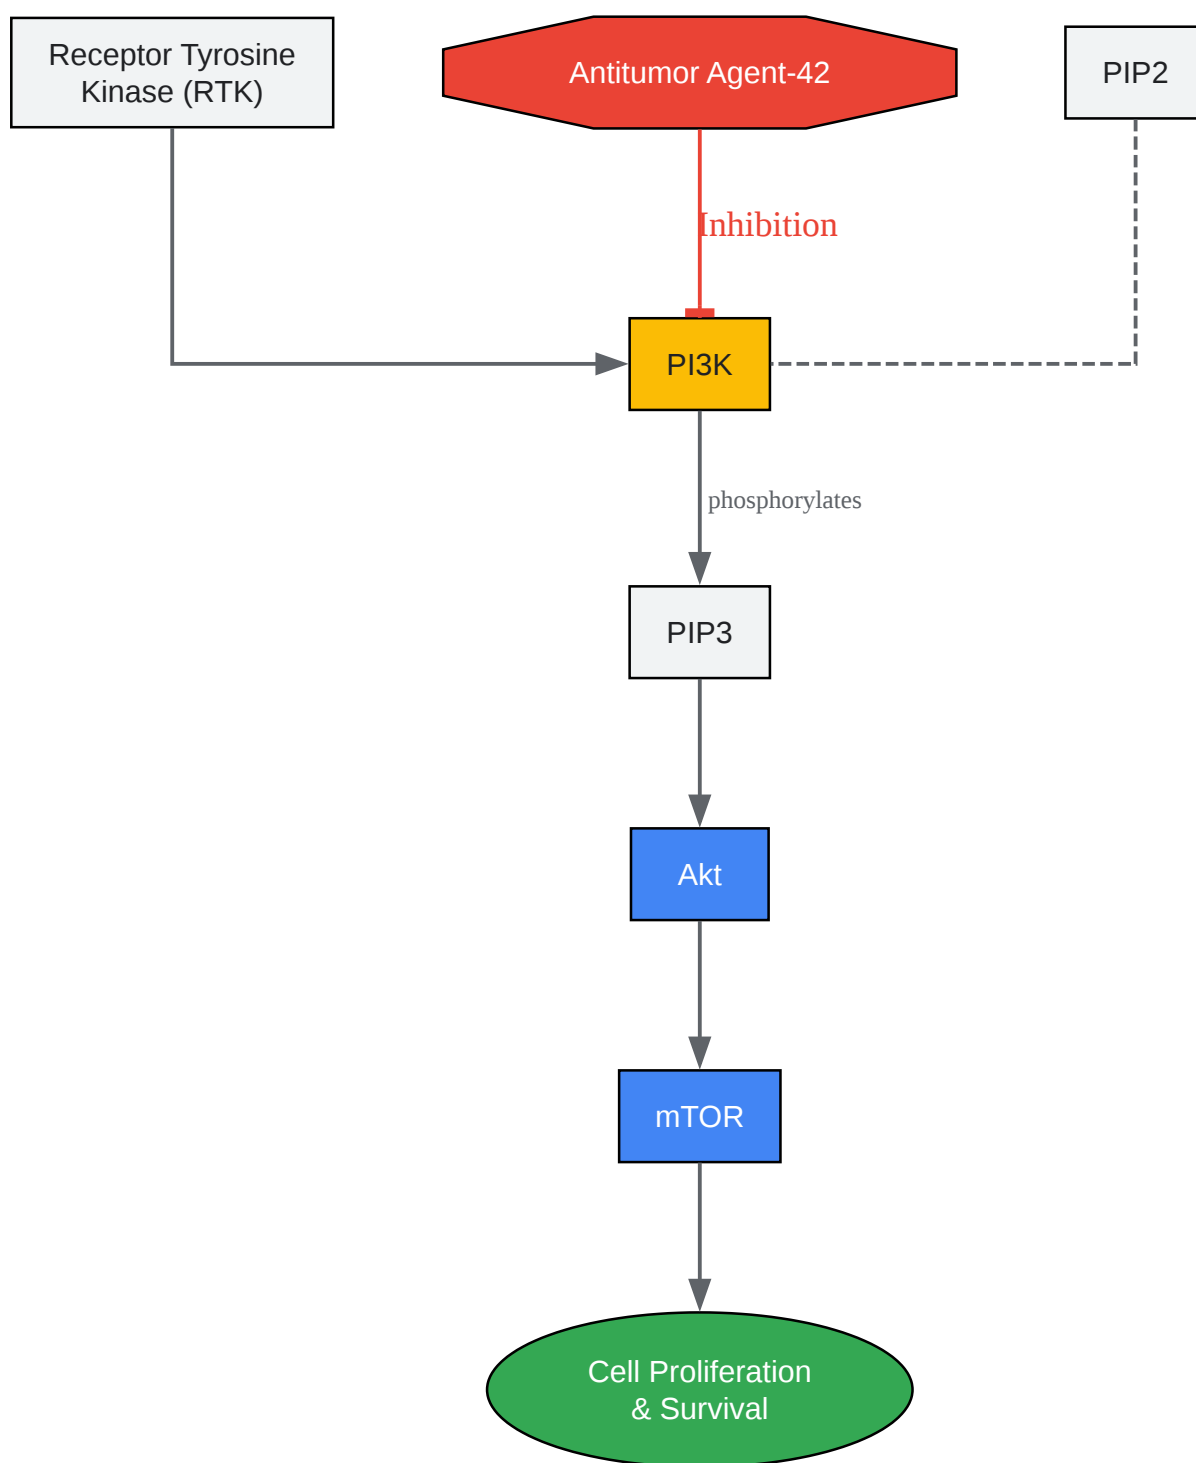 Receptor Tyrosine
Kinase (RTK)
Antitumor Agent-42
PIP2
Inhibition
PI3K
phosphorylates
PIP3
Akt
mTOR
Cell Proliferation
& Survival